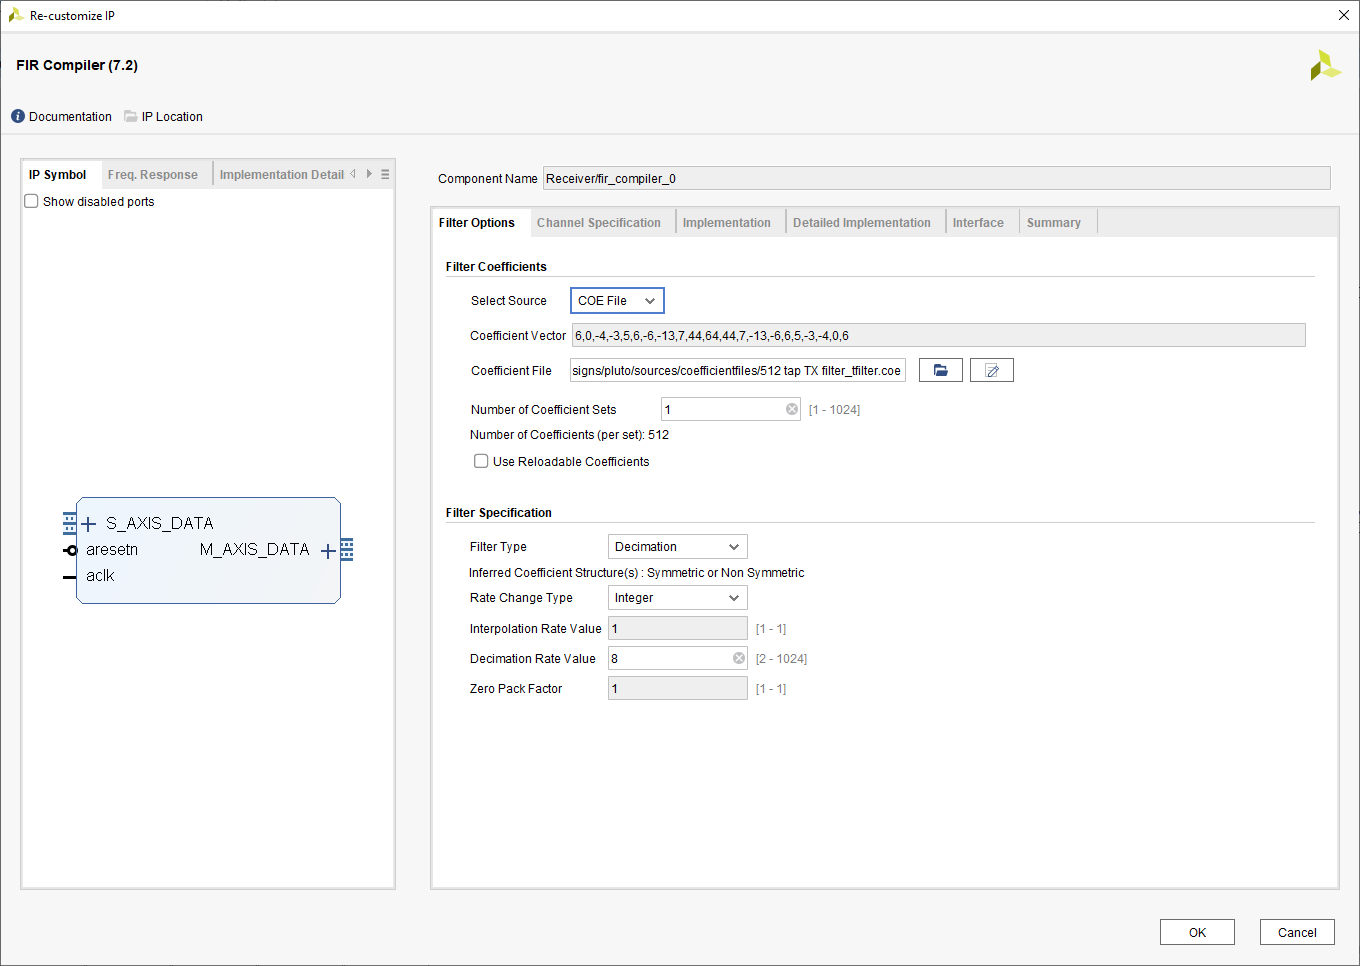 Re-customize IP
FIR Compiler (7.2)
Documentation IP Location
IP Symbol Freq. Response Implementation Detail
Show disabled ports
S_AXIS_DATA
aresetn M_AXIS_DATA
aclk
Component Name Receiver/fir_compiler_0
Filter Options Channel Specification Implementation Detailed Implementation Interface Summary
Filter Coefficients
Select Source COE File
Coefficient Vector 6,0,-4,-3,5,6,-6,-13,7,44,64,44,7,-13,-6,6,5,-3,-4,0,6
Coefficient File signs/pluto/sources/coefficientfiles/512 tap TX filter_tfilter.coe
Number of Coefficient Sets 1 [1 - 1024]
Number of Coefficients (per set): 512
Use Reloadable Coefficients
Filter Specification
Filter Type Decimation
Inferred Coefficient Structure(s) : Symmetric or Non Symmetric
Rate Change Type Integer
Interpolation Rate Value 1 [1 - 1]
Decimation Rate Value 8 [2 - 1024]
Zero Pack Factor 1 [1 - 1]
OK Cancel